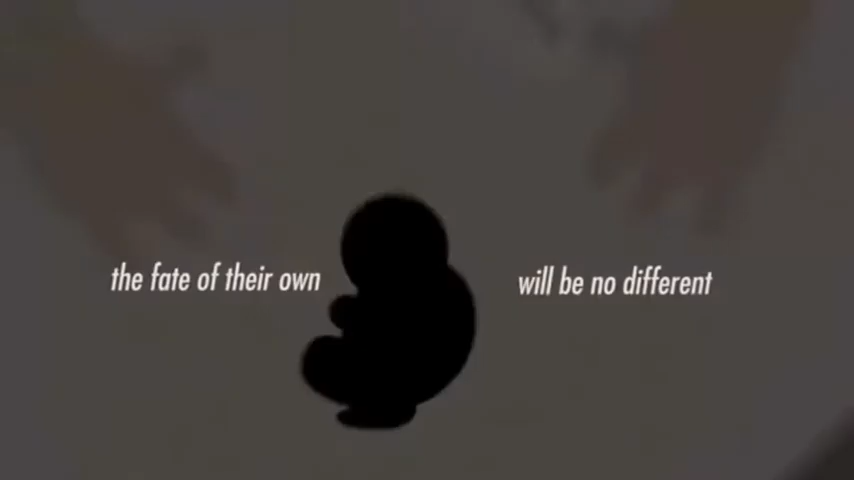 the fate of their own
will be no different